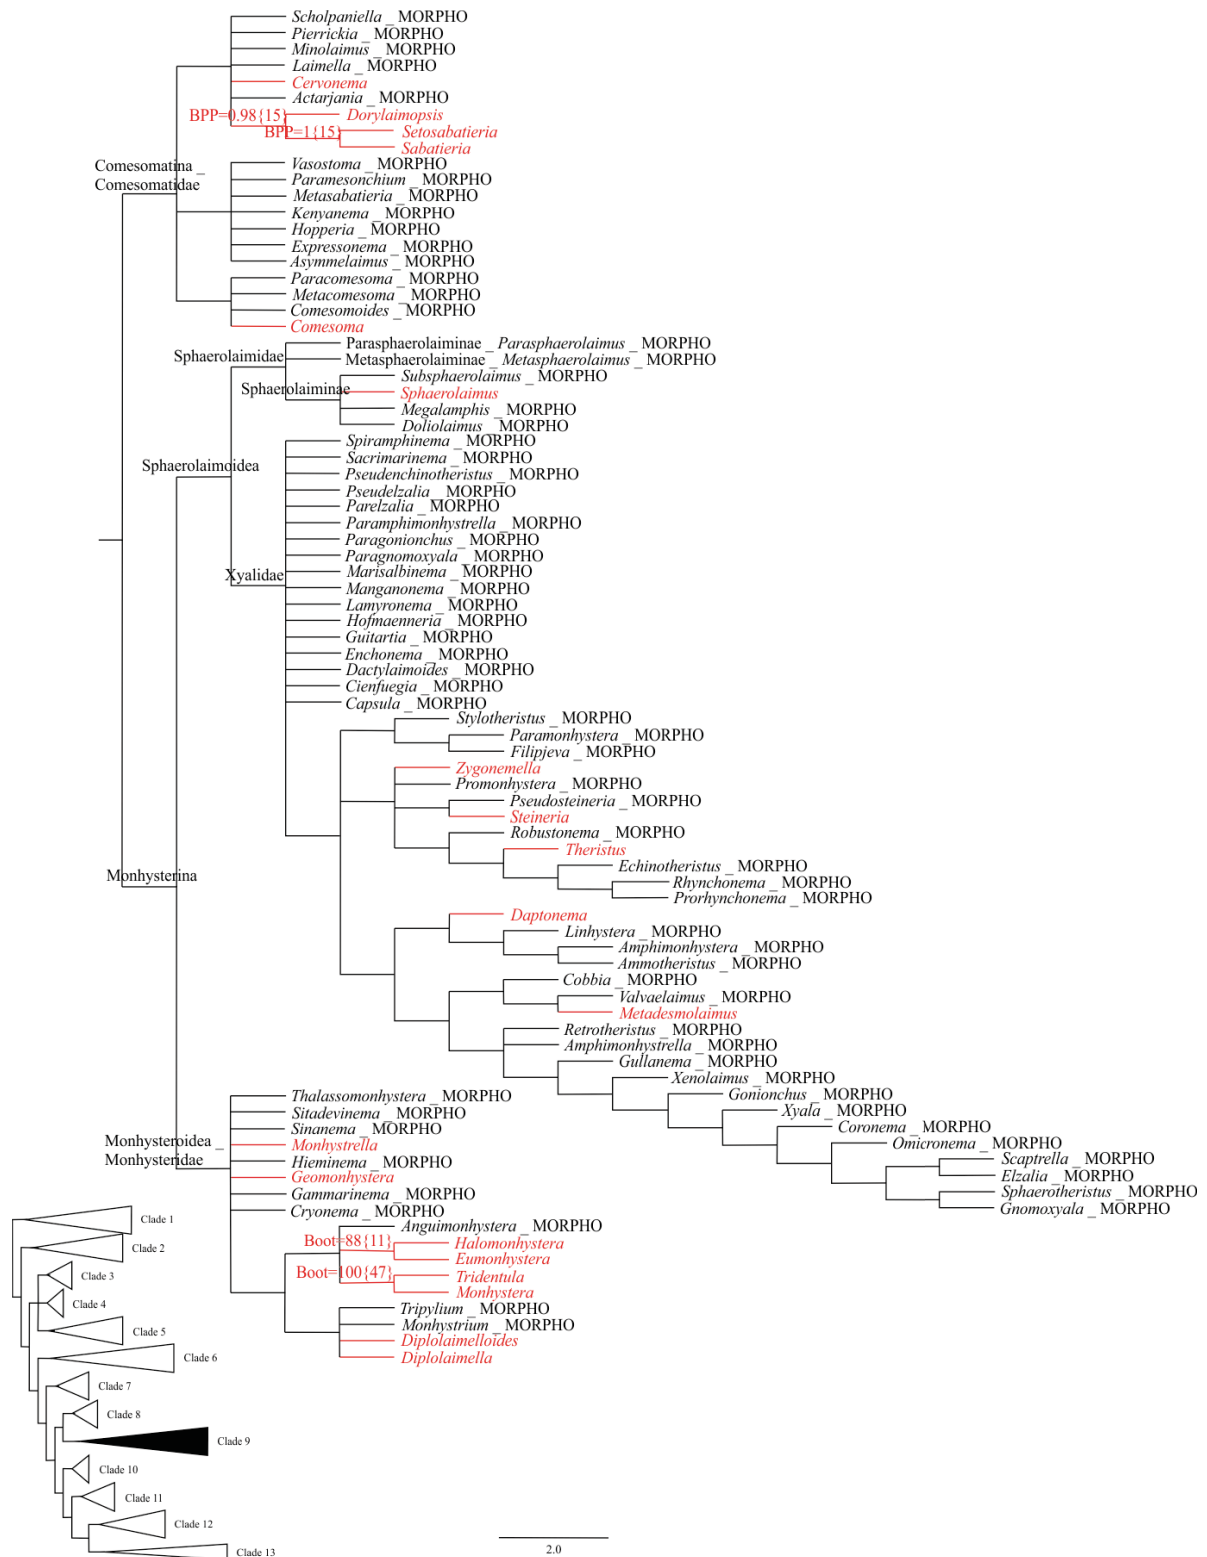 Scholpaniella _ MORPHO
Pierrickia _ MORPHO
Minolaimus _ MORPHO
Laimella _ MORPHO
Cervonema
Actarjania _ MORPHO
BPP=0.98{15}
Dorylaimopsis
BPP=1{15}
Setosabatieria
Sabatieria
Comesomatina _
Comesomatidae
Vasostoma _ MORPHO
Paramesonchium _ MORPHO
Metasabatieria _ MORPHO
Kenyanema _ MORPHO
Hopperia _ MORPHO
Expressonema _ MORPHO
Asymmelaimus _ MORPHO
Paracomesoma _ MORPHO
Metacomesoma _ MORPHO
Comesomoides _ MORPHO
Comesoma
Sphaerolaimidae
Parasphaerolaiminae _ Parasphaerolaimus _ MORPHO
Metasphaerolaiminae _ Metasphaerolaimus _ MORPHO
Subsphaerolaimus _ MORPHO
Sphaerolaiminae
Sphaerolaimus
Megalamphis _ MORPHO
Doliolaimus _ MORPHO
Spiramphinema _ MORPHO
Sphaerolaimoidea
Sacrimarinema _ MORPHO
Pseudenchinotheristus _ MORPHO
Pseudelzalia _ MORPHO
Parelzalia _ MORPHO
Paramphimonhystrella _ MORPHO
Paragonionchus _ MORPHO
Paragnomoxyala _ MORPHO
Xyalidae
Marisalbinema _ MORPHO
Manganonema _ MORPHO
Lamyronema _ MORPHO
Hofmaenneria _ MORPHO
Guitartia _ MORPHO
Enchonema _ MORPHO
Dactylaimoides _ MORPHO
Cienfuegia _ MORPHO
Capsula _ MORPHO
Stylotheristus _ MORPHO
Paramonhystera _ MORPHO
Filipjeva _ MORPHO
Zygonemella
Promonhystera _ MORPHO
Pseudosteineria _ MORPHO
Steineria
Robustonema _ MORPHO
Theristus
Echinotheristus _ MORPHO
Monhysterina
Rhynchonema _ MORPHO
Prorhynchonema _ MORPHO
Daptonema
Linhystera _ MORPHO
Amphimonhystera _ MORPHO
Ammotheristus _ MORPHO
Cobbia _ MORPHO
Valvaelaimus _ MORPHO
Metadesmolaimus
Retrotheristus _ MORPHO
Amphimonhystrella _ MORPHO
Gullanema _ MORPHO
Xenolaimus _ MORPHO
Gonionchus _ MORPHO
Xyala _ MORPHO
Coronema _ MORPHO
Omicronema _ MORPHO
Scaptrella _ MORPHO
Elzalia _ MORPHO
Sphaerotheristus _ MORPHO
Gnomoxyala _ MORPHO
Thalassomonhystera _ MORPHO
Sitadevinema _ MORPHO
Sinanema _ MORPHO
Monhysteroidea _
Monhysteridae
Monhystrella
Hieminema _ MORPHO
Geomonhystera
Gammarinema _ MORPHO
Cryonema _ MORPHO
Anguimonhystera _ MORPHO
Boot=88{11}
Halomonhystera
Eumonhystera
Boot=100{47}
Tridentula
Monhystera
Tripylium _ MORPHO
Monhystrium _ MORPHO
Diplolaimelloides
Diplolaimella
Clade 1
Clade 2
Clade 3
Clade 4
Clade 5
Clade 6
Clade 7
Clade 8
Clade 9
Clade 10
Clade 11
Clade 12
Clade 13
2.0